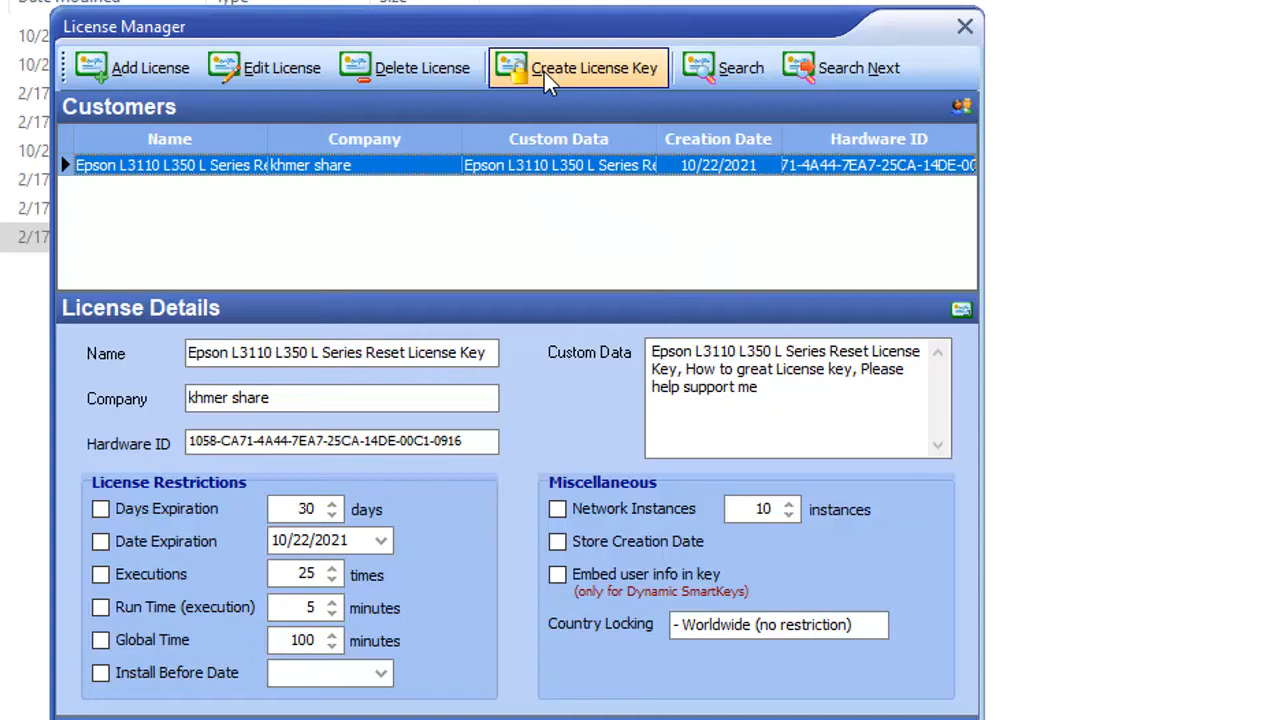 License Manager
Add License Edit License Delete License Create License Key Search Search Next
10/2
10/2
2/17
2/17
10/2
2/17
2/17
2/17
Customers
Name Company Custom Data Creation Date Hardware ID
Epson L3110 L350 L Series Re khmer share Epson L3110 L350 L Series Re 10/22/2021 71-4A44-7EA7-25CA-14DE-00
License Details
Name Epson L3110 L350 L Series Reset License Key
Company khmer share
Hardware ID 1058-CA71-4A44-7EA7-25CA-14DE-00C1-0916
Custom Data
Epson L3110 L350 L Series Reset License
Key, How to great License key, Please
help support me
License Restrictions
Days Expiration 30 days
Date Expiration 10/22/2021
Executions 25 times
Run Time (execution) 5 minutes
Global Time 100 minutes
Install Before Date
Miscellaneous
Network Instances 10 instances
Store Creation Date
Embed user info in key
(only for Dynamic SmartKeys)
Country Locking - Worldwide (no restriction)